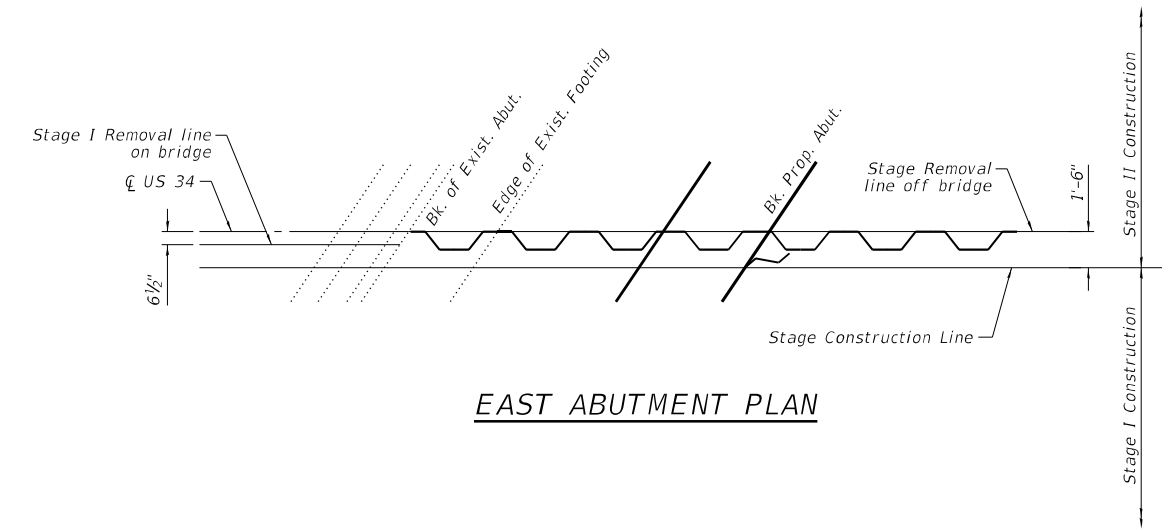 Stage I Removal line
on bridge
℄ US 34
6½"
Bk. of Exist. Abut.
Edge of Exist. Footing
Bk. Prop. Abut.
Stage Removal
line off bridge
1'-6"
Stage II Construction
Stage Construction Line
Stage I Construction
EAST ABUTMENT PLAN